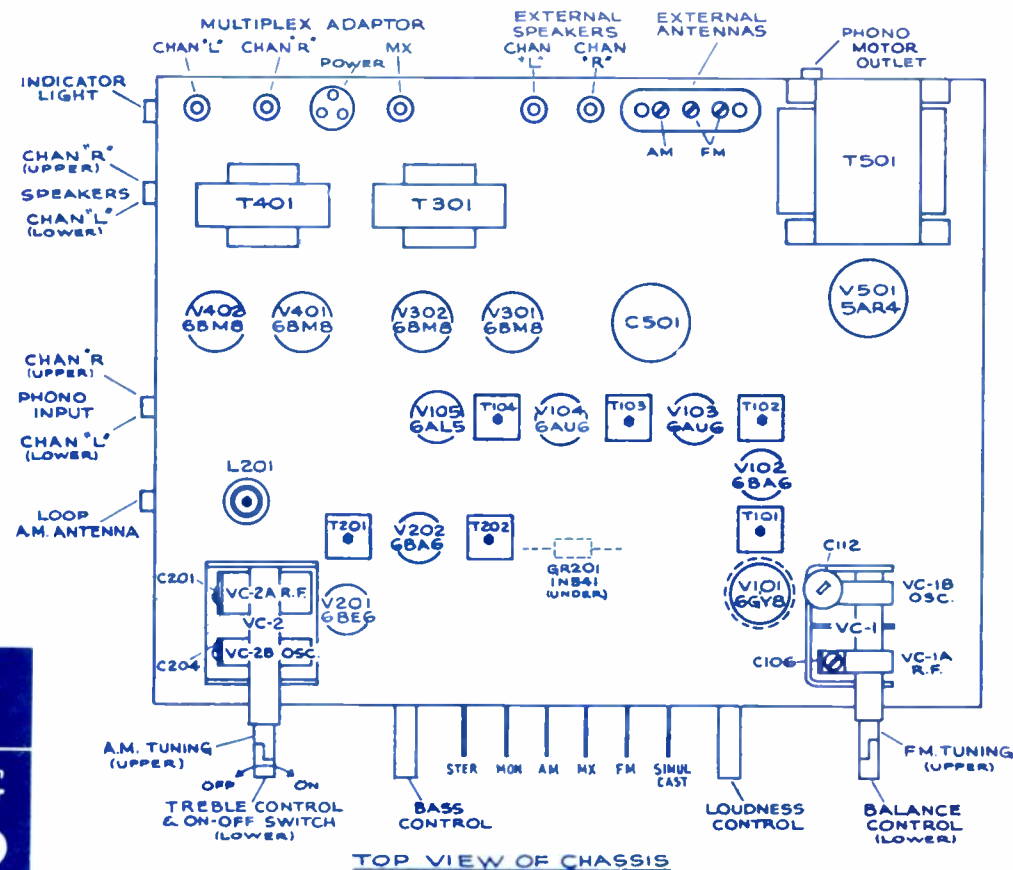 MULTIPLEX ADAPTOR
CHAN"L"
CHAN"R"
POWER
MX
EXTERNAL
SPEAKERS
CHAN
"L"
CHAN
"R"
EXTERNAL
ANTENNAS
PHONO
MOTOR
OUTLET
INDICATOR
LIGHT
AM
FM
T501
CHAN"R"
(UPPER)
SPEAKERS
CHAN"L"
(LOWER)
T401
T301
V402
6BM8
V401
6BM8
V302
6BM8
V301
6BM8
C501
V501
5AR4
CHAN"R
(UPPER)
PHONO
INPUT
CHAN"L"
(LOWER)
V105
6AL5
T104
V104
6AU6
T103
V103
6AU6
T102
V102
6BA6
L201
LOOP
A.M. ANTENNA
T201
V202
6BA6
T202
GR201
1N541
(UNDER)
T101
V101
6GY8
C112
C201
VC-2A R.F.
VC-2
VC-2B OSC.
C204
V201
6BE6
VC-1B
OSC.
VC-1
C106
VC-1A
R.F.
A.M. TUNING
(UPPER)
OFF
ON
TREBLE CONTROL
& ON-OFF SWITCH
(LOWER)
BASS
CONTROL
STER
MON
AM
MX
FM
SIMUL
CAST
LOUDNESS
CONTROL
FM. TUNING
(UPPER)
BALANCE
CONTROL
(LOWER)
TOP VIEW OF CHASSIS